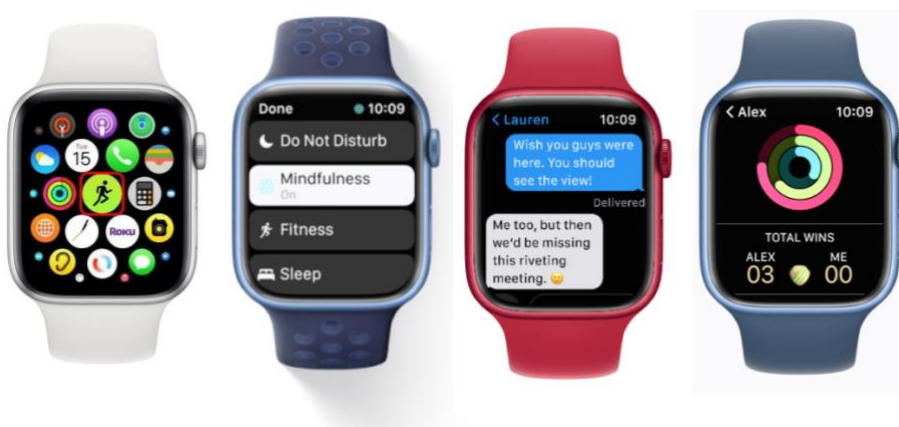 Tue
15
Roku
Done 10:09
Do Not Disturb
Mindfulness
On
Fitness
Sleep
< Lauren 10:09
Wish you guys were
here. You should
see the view!
Delivered
Me too, but then
we'd be missing
this riveting
meeting. 😑
< Alex 10:09
TOTAL WINS
ALEX ME
03 00